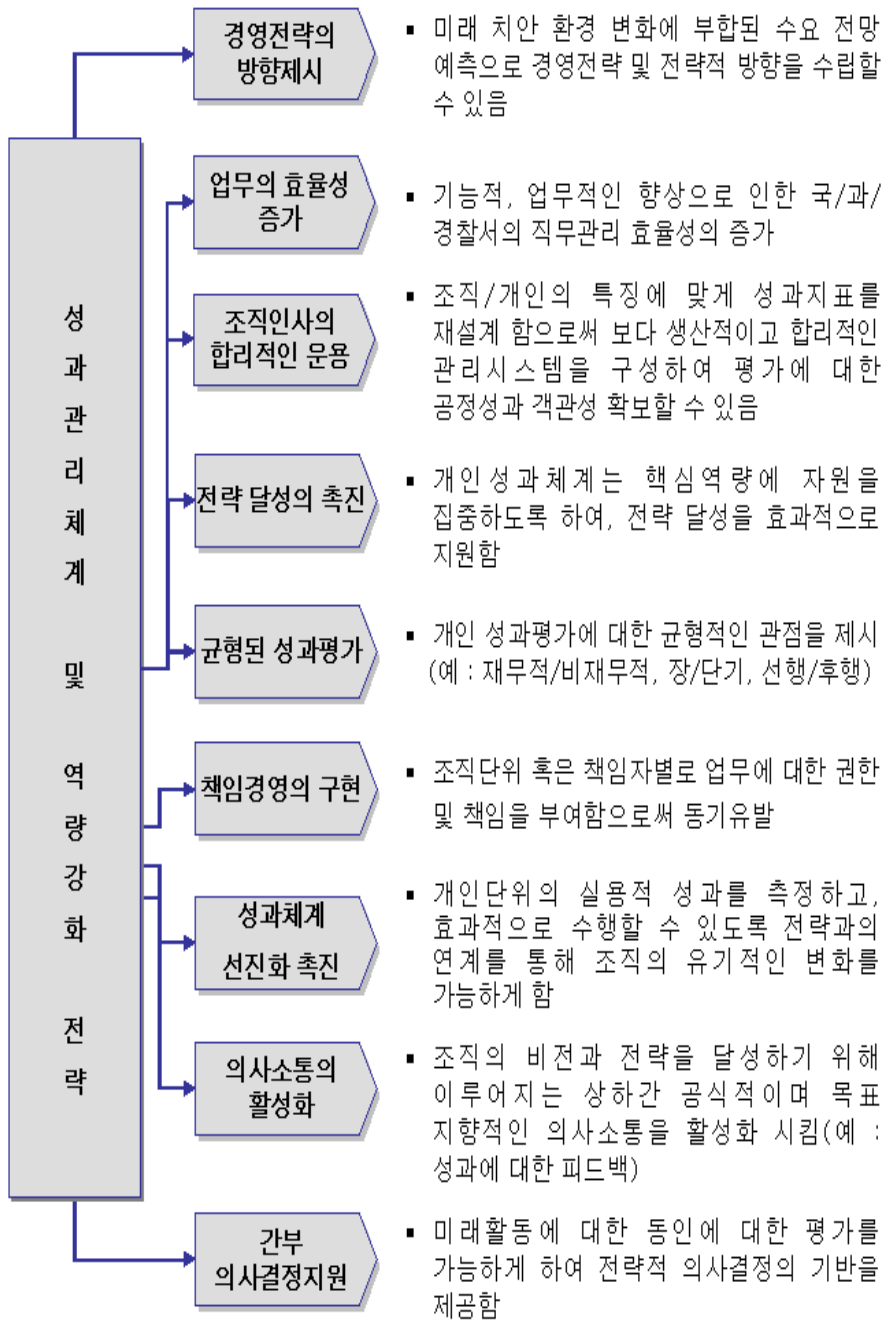 성과관리체계 및 역량강화 전략
경영전략의
방향제시
▪ 미래 치안 환경 변화에 부합된 수요 전망
예측으로 경영전략 및 전략적 방향을 수립할
수 있음
업무의 효율성
증가
▪ 기능적, 업무적인 향상으로 인한 국/과/
경찰서의 직무관리 효율성의 증가
조직인사의
합리적인 운용
▪ 조직/개인의 특징에 맞게 성과지표를
재설계 함으로써 보다 생산적이고 합리적인
관리시스템을 구성하여 평가에 대한
공정성과 객관성 확보할 수 있음
전략 달성의 촉진
▪ 개인성과체계는 핵심역량에 자원을
집중하도록 하여, 전략 달성을 효과적으로
지원함
균형된 성과평가
▪ 개인 성과평가에 대한 균형적인 관점을 제시
(예 : 재무적/비재무적, 장/단기, 선행/후행)
책임경영의 구현
▪ 조직단위 혹은 책임자별로 업무에 대한 권한
및 책임을 부여함으로써 동기유발
성과체계
선진화 촉진
▪ 개인단위의 실용적 성과를 측정하고,
효과적으로 수행할 수 있도록 전략과의
연계를 통해 조직의 유기적인 변화를
가능하게 함
의사소통의
활성화
▪ 조직의 비전과 전략을 달성하기 위해
이루어지는 상하간 공식적이며 목표
지향적인 의사소통을 활성화 시킴(예 :
성과에 대한 피드백)
간부
의사결정지원
▪ 미래활동에 대한 동인에 대한 평가를
가능하게 하여 전략적 의사결정의 기반을
제공함